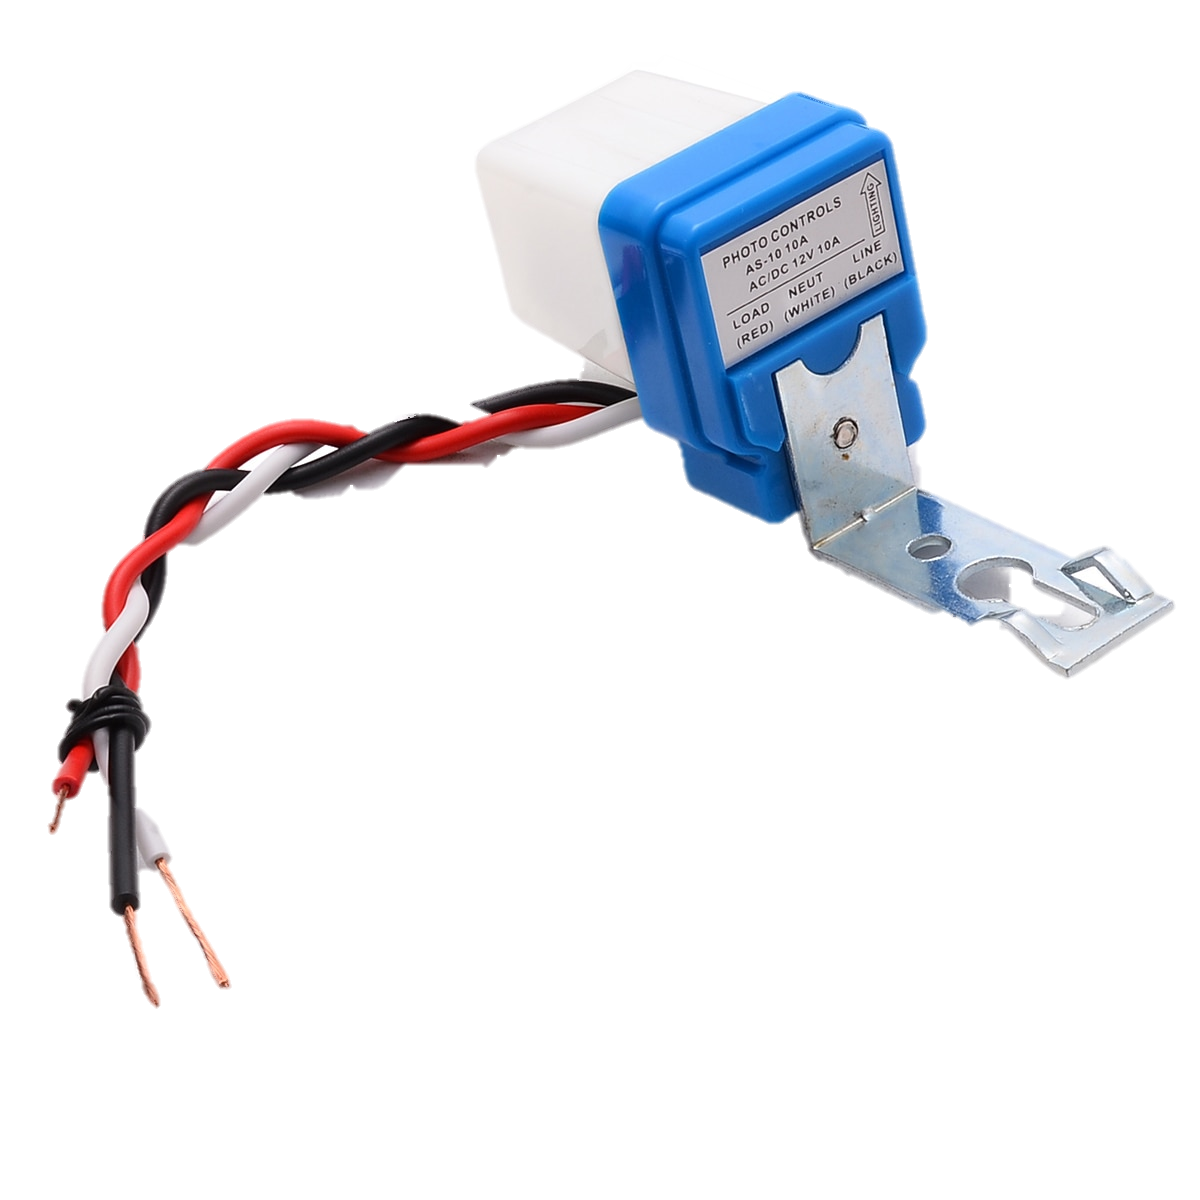 PHOTO CONTROLS
AS-10 10A
AC/DC 12V 10A
LIGHTING
LOAD NEUT LINE
(RED) (WHITE) (BLACK)